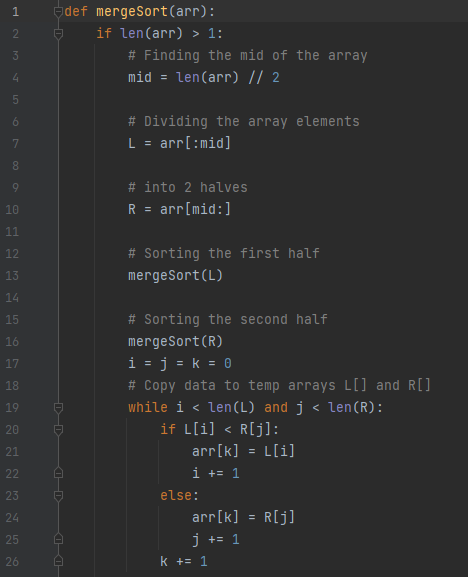 1 def mergeSort(arr):
2     if len(arr) > 1:
3         # Finding the mid of the array
4         mid = len(arr) // 2
5
6         # Dividing the array elements
7         L = arr[:mid]
8
9         # into 2 halves
10         R = arr[mid:]
11
12         # Sorting the first half
13         mergeSort(L)
14
15         # Sorting the second half
16         mergeSort(R)
17         i = j = k = 0
18         # Copy data to temp arrays L[] and R[]
19         while i < len(L) and j < len(R):
20             if L[i] < R[j]:
21                 arr[k] = L[i]
22                 i += 1
23             else:
24                 arr[k] = R[j]
25                 j += 1
26             k += 1